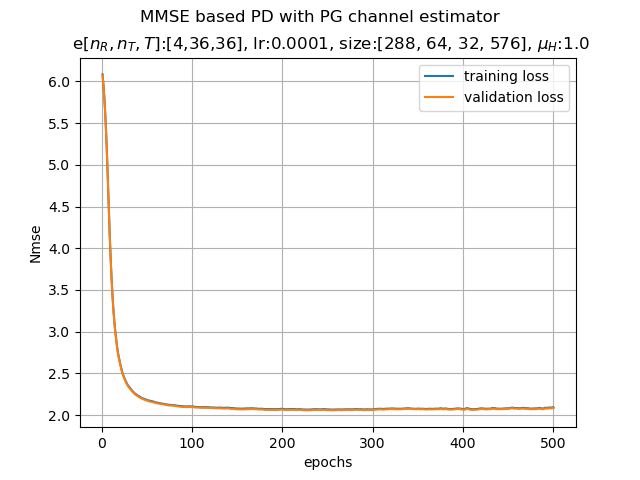 MMSE based PD with PG channel estimator
e[n_R, n_T, T]:[4,36,36], lr:0.0001, size:[288, 64, 32, 576], μ_H:1.0
training loss
validation loss
6.0
5.5
5.0
4.5
4.0
3.5
3.0
2.5
2.0
Nmse
0 100 200 300 400 500
epochs